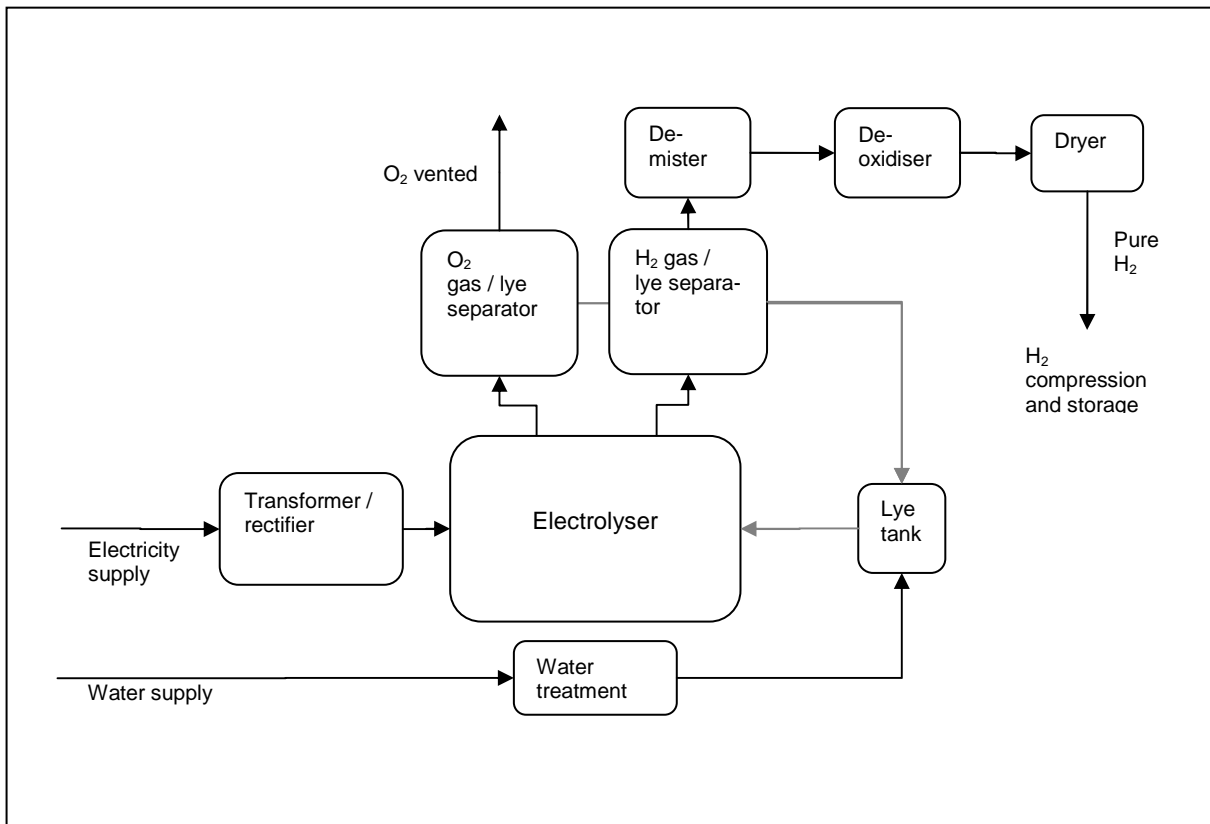 De-
mister
De-
oxidiser
Dryer
O₂ vented
O₂
gas / lye
separator
H₂ gas /
lye separa-
tor
Pure
H₂
H₂
compression
and storage
Transformer /
rectifier
Electrolyser
Lye
tank
Electricity
supply
Water
treatment
Water supply